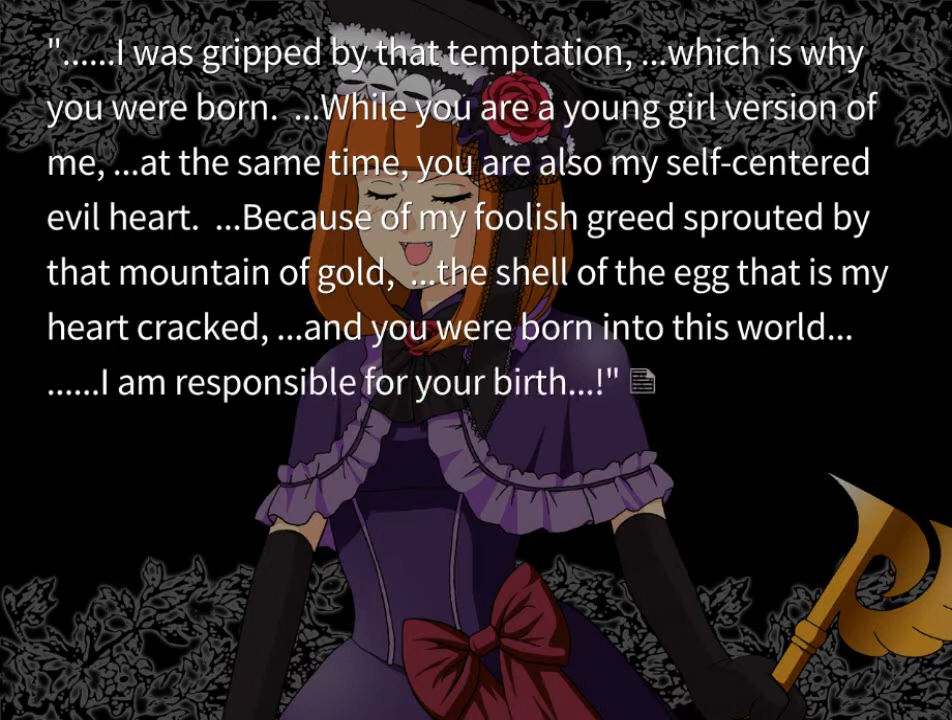 "......I was gripped by that temptation, ...which is why
you were born.  ...While you are a young girl version of
me, ...at the same time, you are also my self-centered
evil heart.  ...Because of my foolish greed sprouted by
that mountain of gold,  ...the shell of the egg that is my
heart cracked, ...and you were born into this world...
......I am responsible for your birth...!"